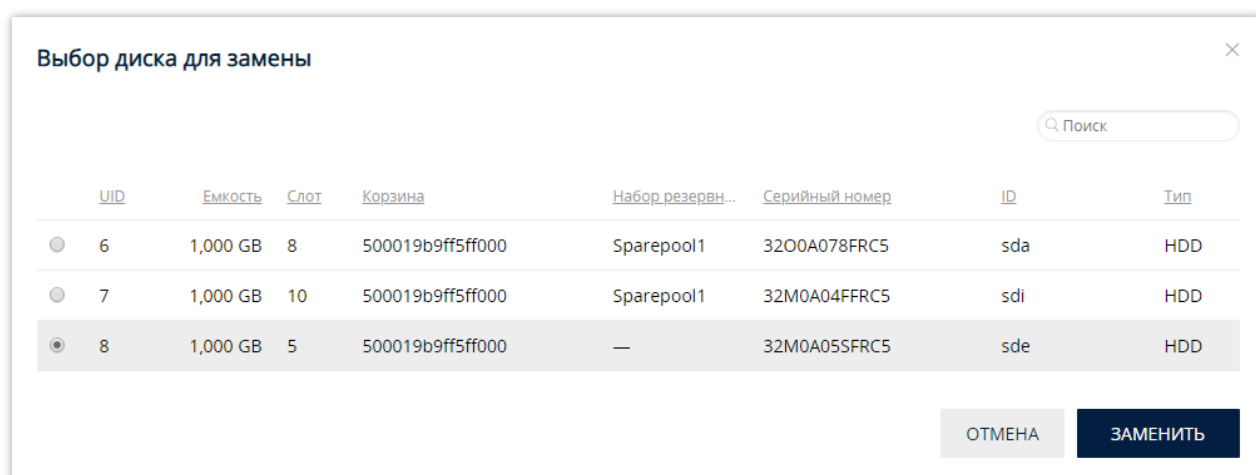 Выбор диска для замены
Поиск
UID Емкость Слот Корзина Набор резервн... Серийный номер ID Тип
6 1,000 GB 8 500019b9ff5ff000 Sparepool1 32O0A078FRC5 sda HDD
7 1,000 GB 10 500019b9ff5ff000 Sparepool1 32M0A04FFRC5 sdi HDD
8 1,000 GB 5 500019b9ff5ff000 — 32M0A05SFRC5 sde HDD
ОТМЕНА ЗАМЕНИТЬ